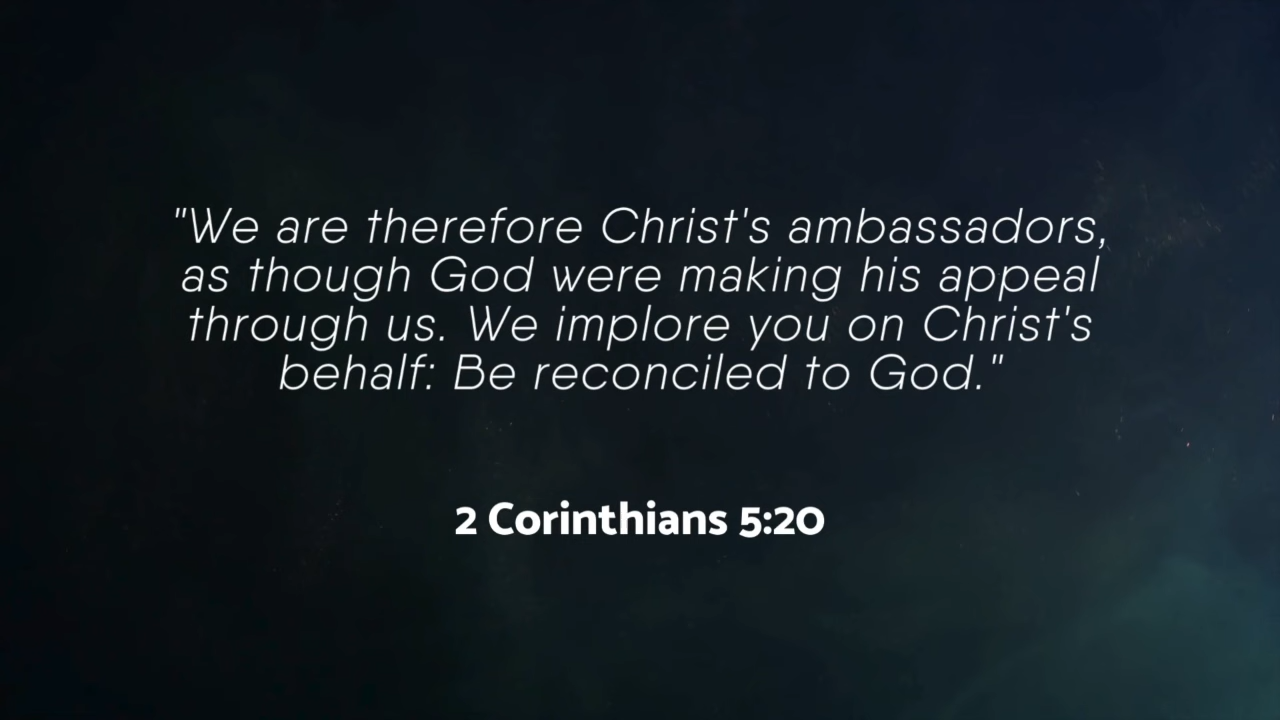 "We are therefore Christ's ambassadors,
as though God were making his appeal
through us. We implore you on Christ's
behalf: Be reconciled to God."
2 Corinthians 5:20